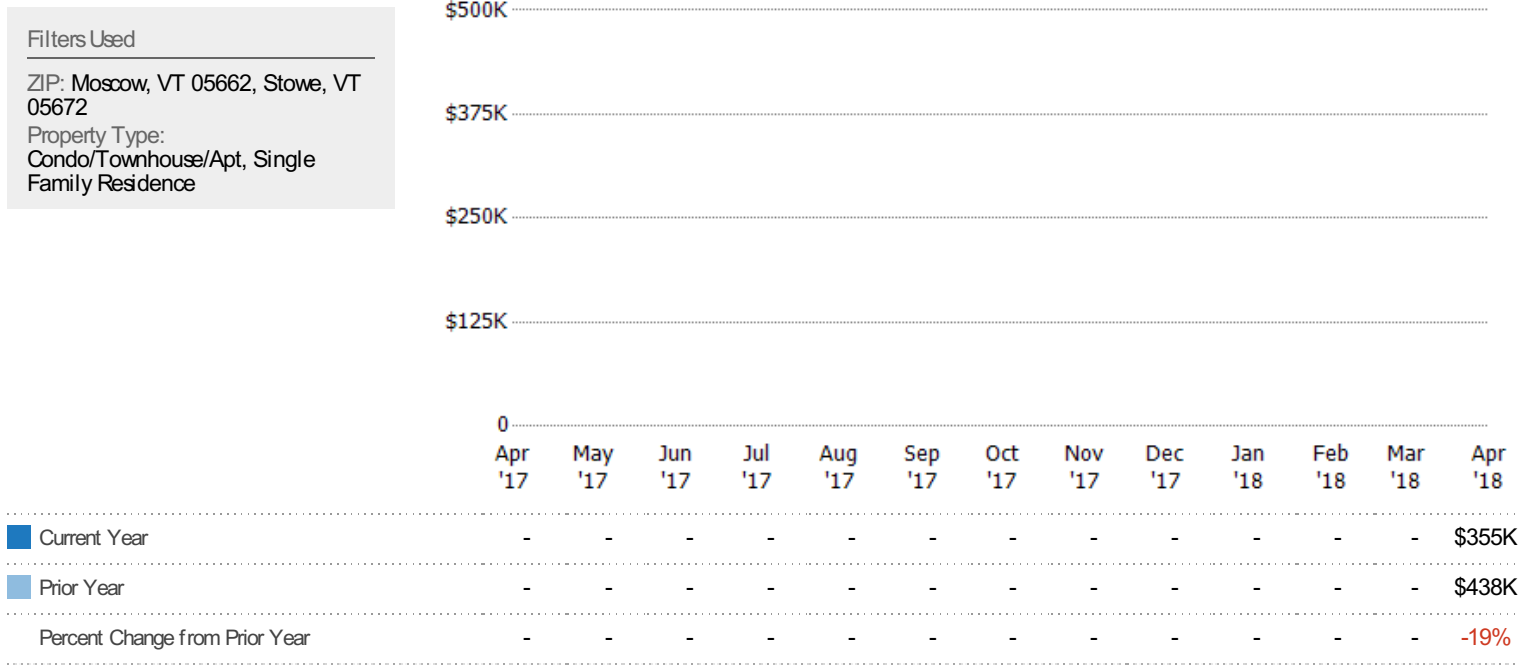 Filters Used
ZIP: Moscow, VT 05662, Stowe, VT
05672
Property Type:
Condo/Townhouse/Apt, Single
Family Residence
$500K
$375K
$250K
$125K
0
Apr May Jun Jul Aug Sep Oct Nov Dec Jan Feb Mar Apr
'17 '17 '17 '17 '17 '17 '17 '17 '17 '18 '18 '18 '18
Current Year - - - - - - - - - - - - $355K
Prior Year - - - - - - - - - - - - $438K
Percent Change from Prior Year - - - - - - - - - - - - -19%